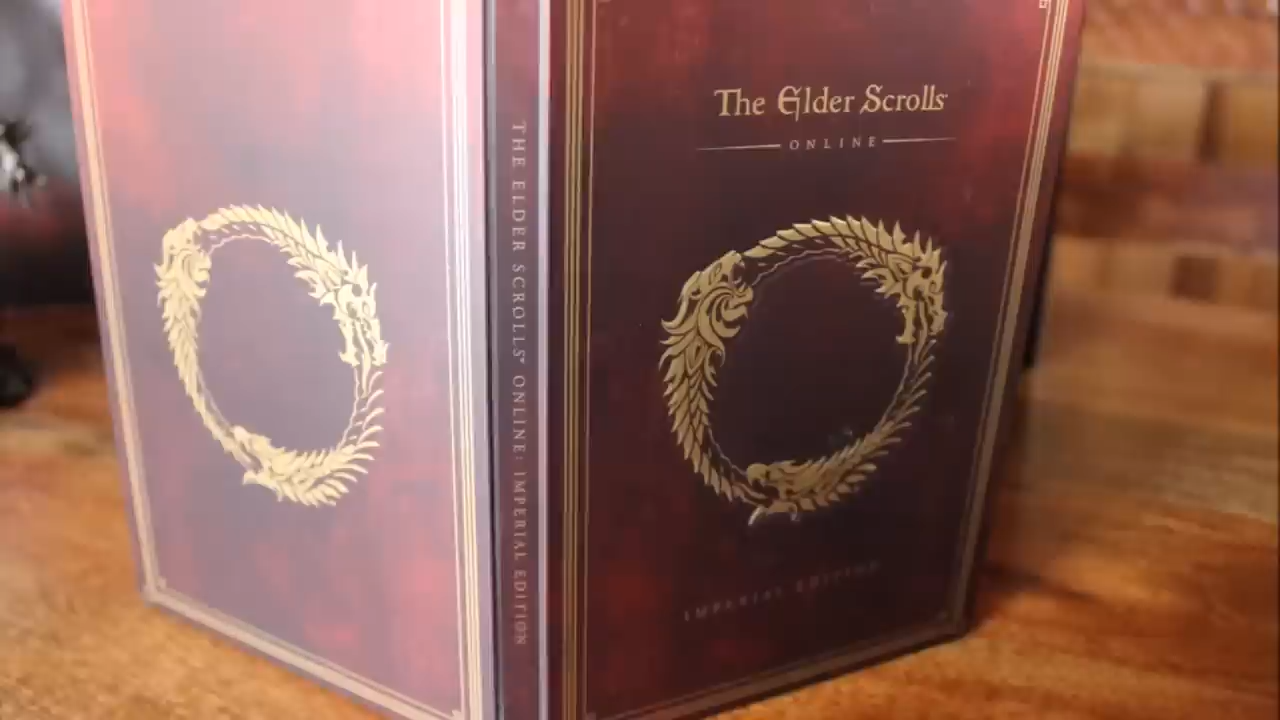 THE ELDER SCROLLS® ONLINE: IMPERIAL EDITION
The Elder Scrolls®
ONLINE
IMPERIAL EDITION